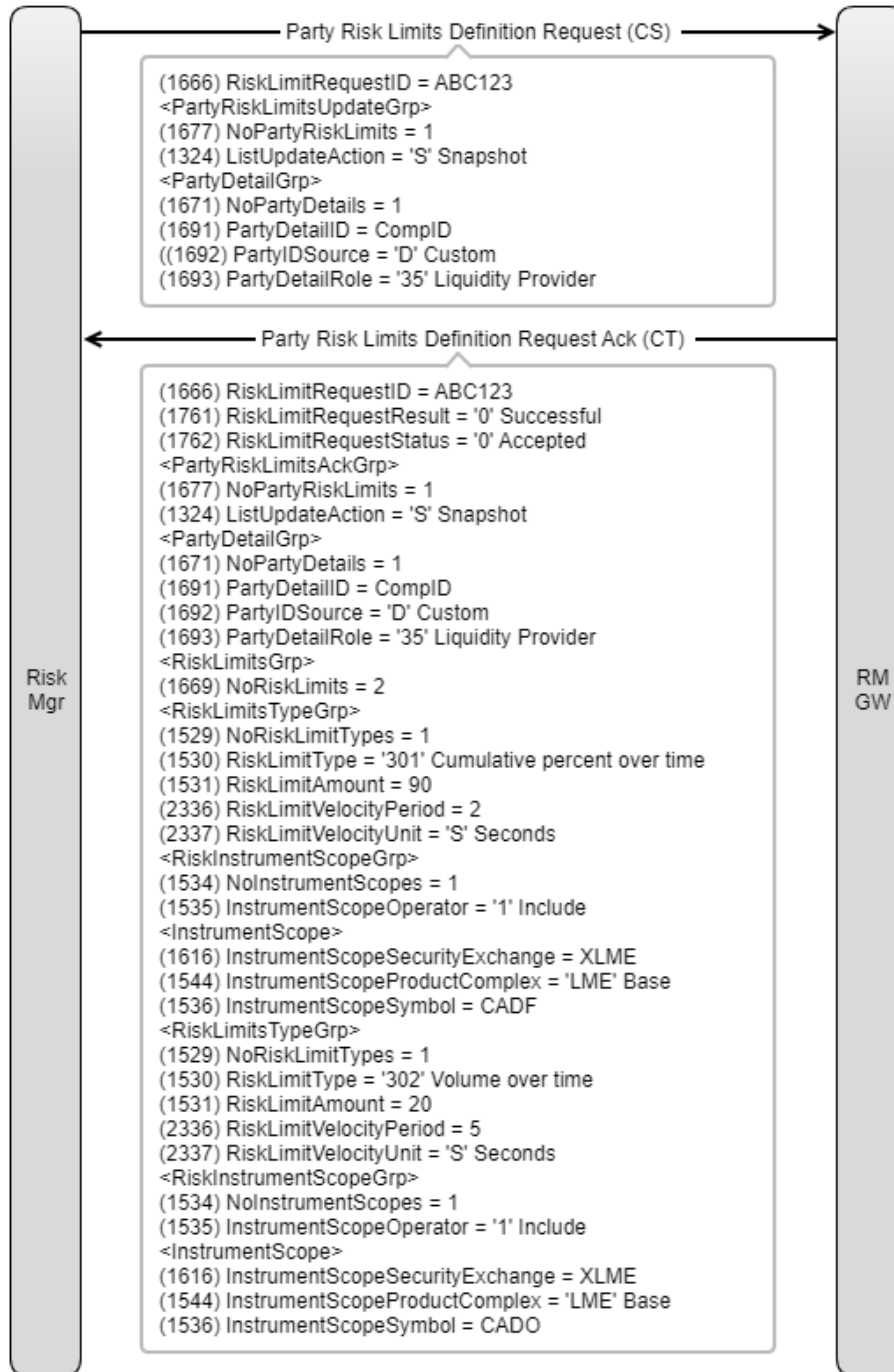 Party Risk Limits Definition Request (CS)
(1666) RiskLimitRequestID = ABC123
<PartyRiskLimitsUpdateGrp>
(1677) NoPartyRiskLimits = 1
(1324) ListUpdateAction = 'S' Snapshot
<PartyDetailGrp>
(1671) NoPartyDetails = 1
(1691) PartyDetailID = CompID
((1692) PartyIDSource = 'D' Custom
(1693) PartyDetailRole = '35' Liquidity Provider
Party Risk Limits Definition Request Ack (CT)
(1666) RiskLimitRequestID = ABC123
(1761) RiskLimitRequestResult = '0' Successful
(1762) RiskLimitRequestStatus = '0' Accepted
<PartyRiskLimitsAckGrp>
(1677) NoPartyRiskLimits = 1
(1324) ListUpdateAction = 'S' Snapshot
<PartyDetailGrp>
(1671) NoPartyDetails = 1
(1691) PartyDetailID = CompID
(1692) PartyIDSource = 'D' Custom
(1693) PartyDetailRole = '35' Liquidity Provider
<RiskLimitsGrp>
(1669) NoRiskLimits = 2
<RiskLimitsTypeGrp>
(1529) NoRiskLimitTypes = 1
(1530) RiskLimitType = '301' Cumulative percent over time
(1531) RiskLimitAmount = 90
(2336) RiskLimitVelocityPeriod = 2
(2337) RiskLimitVelocityUnit = 'S' Seconds
<RiskInstrumentScopeGrp>
(1534) NoInstrumentScopes = 1
(1535) InstrumentScopeOperator = '1' Include
<InstrumentScope>
(1616) InstrumentScopeSecurityExchange = XLME
(1544) InstrumentScopeProductComplex = 'LME' Base
(1536) InstrumentScopeSymbol = CADF
<RiskLimitsTypeGrp>
(1529) NoRiskLimitTypes = 1
(1530) RiskLimitType = '302' Volume over time
(1531) RiskLimitAmount = 20
(2336) RiskLimitVelocityPeriod = 5
(2337) RiskLimitVelocityUnit = 'S' Seconds
<RiskInstrumentScopeGrp>
(1534) NoInstrumentScopes = 1
(1535) InstrumentScopeOperator = '1' Include
<InstrumentScope>
(1616) InstrumentScopeSecurityExchange = XLME
(1544) InstrumentScopeProductComplex = 'LME' Base
(1536) InstrumentScopeSymbol = CADO
Risk
Mgr
RM
GW